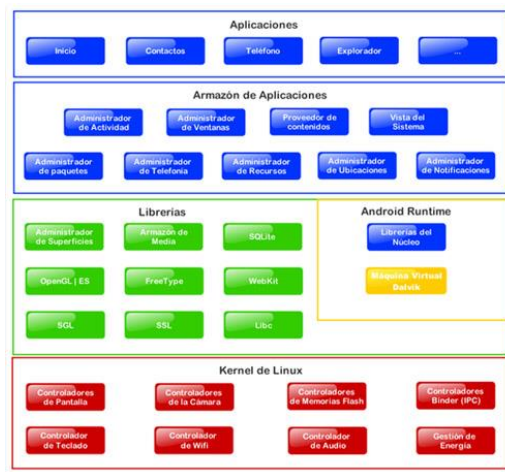 Aplicaciones
Inicio
Contactos
Teléfono
Explorador
...
Armazón de Aplicaciones
Administrador
de Actividad
Administrador
de Ventanas
Proveedor de
contenidos
Vista del
Sistema
Administrador
de paquetes
Administrador
de Telefonía
Administrador
de Recursos
Administrador
de Ubicaciones
Administrador
de Notificaciones
Librerías
Administrador
de Superficies
Armazón de
Media
SQLite
OpenGL | ES
FreeType
WebKit
SGL
SSL
Libc
Android Runtime
Librerías del
Núcleo
Máquina Virtual
Dalvik
Kernel de Linux
Controladores
de Pantalla
Controladores
de la Cámara
Controladores
de Memorias Flash
Controladores
Binder (IPC)
Controlador
de Teclado
Controlador
de Wifi
Controlador
de Audio
Gestión de
Energía